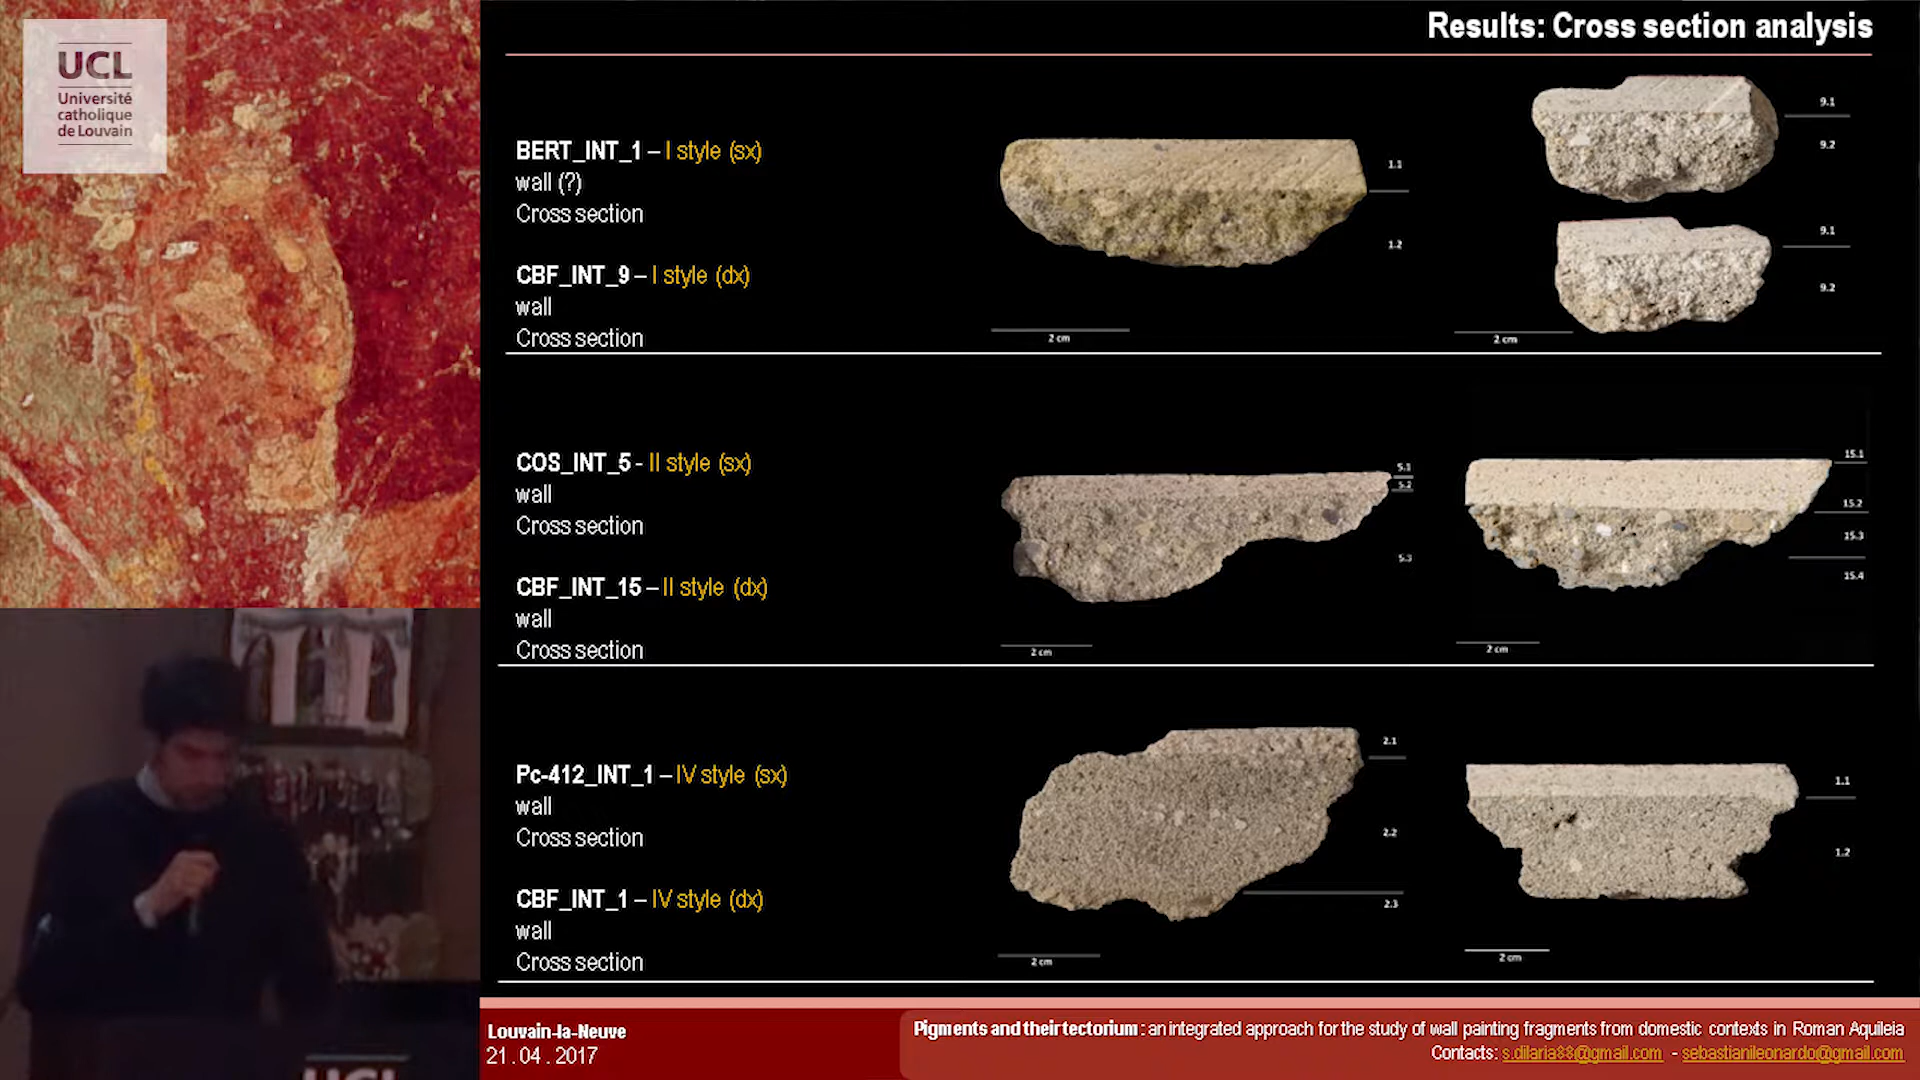 UCL
Université
catholique
de Louvain
Results: Cross section analysis
BERT_INT_1 – I style (sx)
wall (?)
Cross section
CBF_INT_9 – I style (dx)
wall
Cross section
1.1
1.2
2 cm
9.1
9.2
9.1
9.2
2 cm
COS_INT_5 - II style (sx)
wall
Cross section
CBF_INT_15 – II style (dx)
wall
Cross section
5.1
5.2
5.3
2 cm
15.1
15.2
15.3
15.4
2 cm
Pc-412_INT_1 – IV style (sx)
wall
Cross section
CBF_INT_1 – IV style (dx)
wall
Cross section
2.1
2.2
2.3
2 cm
1.1
1.2
2 cm
UCL
Louvain-la-Neuve
21.04.2017
Pigments and their tectorium: an integrated approach for the study of wall painting fragments from domestic contexts in Roman Aquileia
Contacts: s.dilaria88@gmail.com - sebastianileonardo@gmail.com